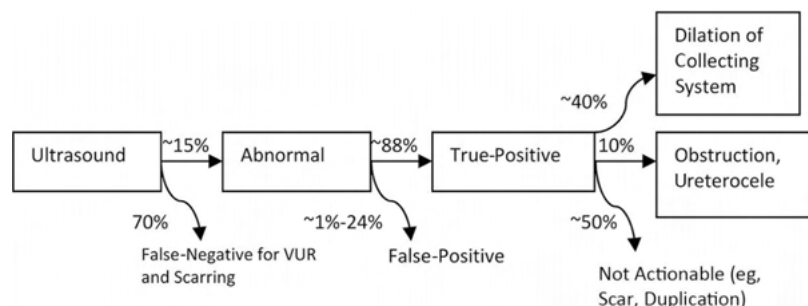 Dilation of
Collecting
System
~40%
Ultrasound
~15%
Abnormal
~88%
True-Positive
10%
Obstruction,
Ureterocele
70%
~1%-24%
~50%
False-Negative for VUR
and Scarring
False-Positive
Not Actionable (eg,
Scar, Duplication)